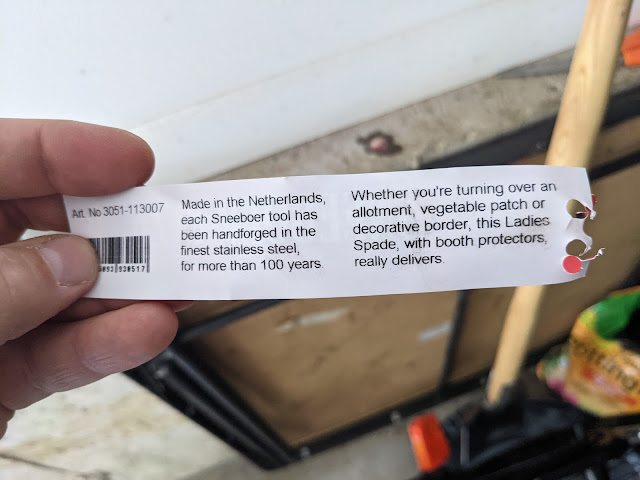 Art. No 3051-113007
Made in the Netherlands,
each Sneeboer tool has
been handforged in the
finest stainless steel,
for more than 100 years.
Whether you're turning over an
allotment, vegetable patch or
decorative border, this Ladies
Spade, with booth protectors,
really delivers.